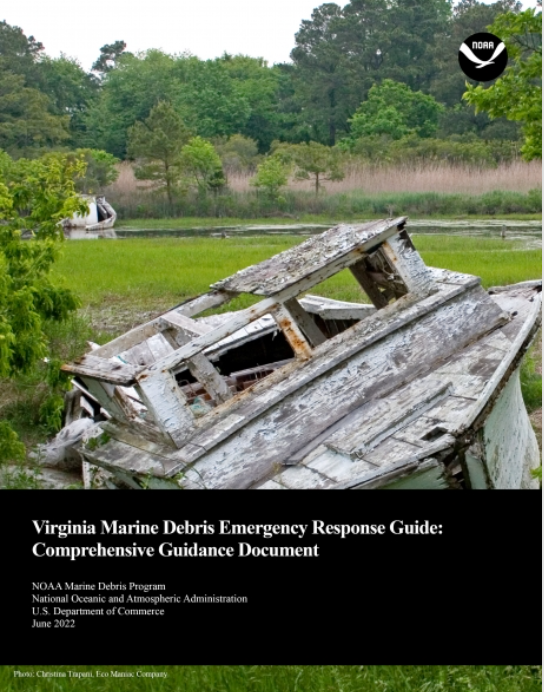 NOAA
Virginia Marine Debris Emergency Response Guide:
Comprehensive Guidance Document
NOAA Marine Debris Program
National Oceanic and Atmospheric Administration
U.S. Department of Commerce
June 2022
Photo: Christina Trapani, Eco Maniac Company